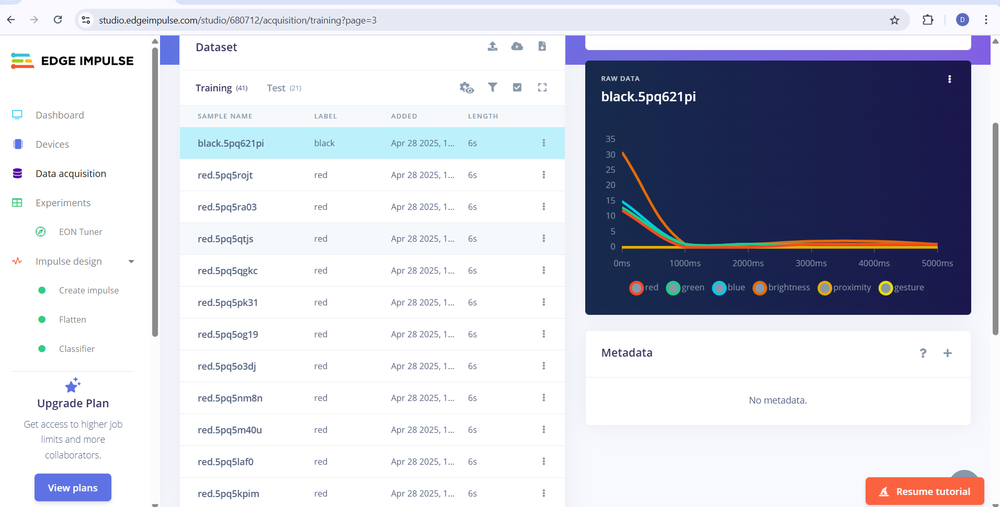 studio.edgeimpulse.com/studio/680712/acquisition/training?page=3
D
EDGE IMPULSE
Dashboard
Devices
Data acquisition
Experiments
EON Tuner
Impulse design
Create impulse
Flatten
Classifier
Upgrade Plan
Get access to higher job
limits and more
collaborators.
View plans
Dataset
Training (41) Test (21)
SAMPLE NAME LABEL ADDED LENGTH
black.5pq621pi black Apr 28 2025, 1... 6s
red.5pq5rojt red Apr 28 2025, 1... 6s
red.5pq5ra03 red Apr 28 2025, 1... 6s
red.5pq5qtjs red Apr 28 2025, 1... 6s
red.5pq5qgkc red Apr 28 2025, 1... 6s
red.5pq5pk31 red Apr 28 2025, 1... 6s
red.5pq5og19 red Apr 28 2025, 1... 6s
red.5pq5o3dj red Apr 28 2025, 1... 6s
red.5pq5nm8n red Apr 28 2025, 1... 6s
red.5pq5m40u red Apr 28 2025, 1... 6s
red.5pq5laf0 red Apr 28 2025, 1... 6s
red.5pq5kpim red Apr 28 2025, 1... 6s
RAW DATA
black.5pq621pi
35
30
25
20
15
10
5
0
0ms 1000ms 2000ms 3000ms 4000ms 5000ms
red green blue brightness proximity gesture
Metadata
?
+
No metadata.
Resume tutorial